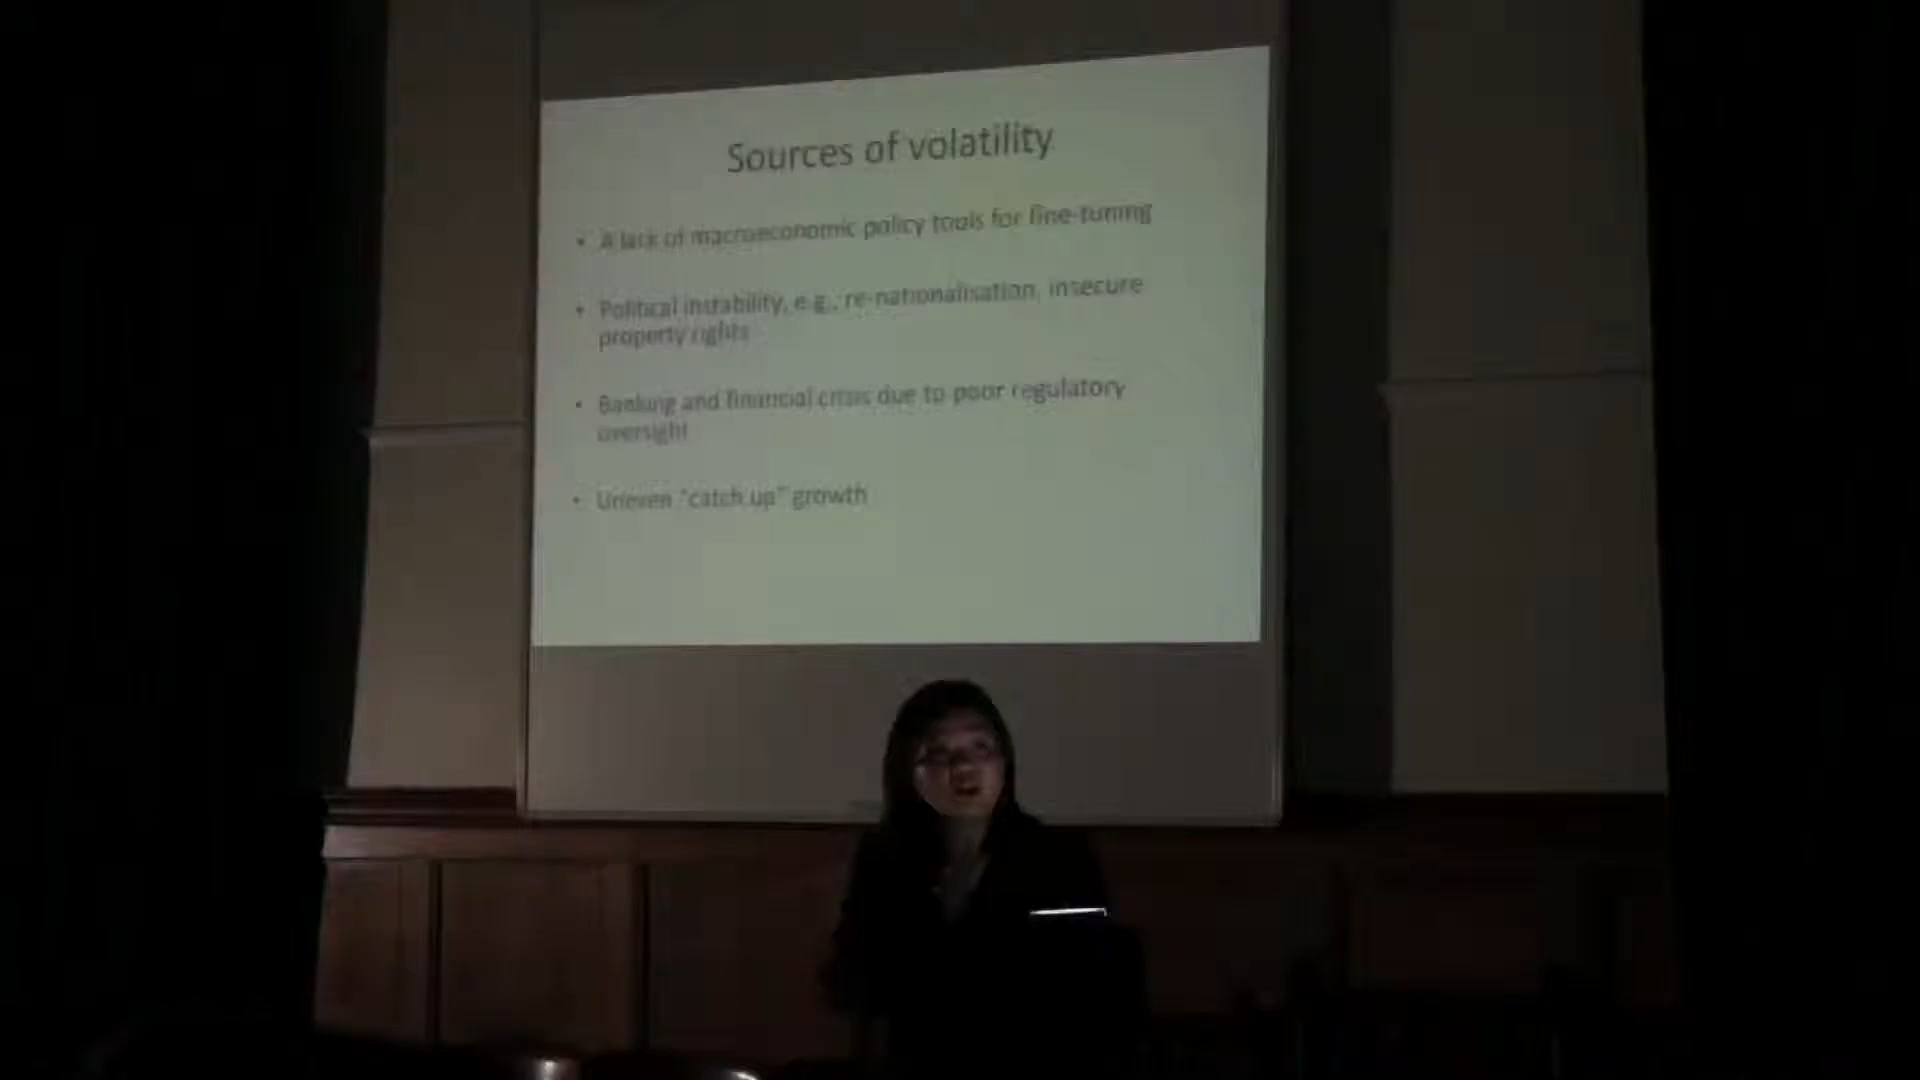 Sources of volatility
• A lack of macroeconomic policy tools for fine-tuning
• Political instability, e.g., re-nationalisation, insecure
property rights
• Banking and financial crisis due to poor regulatory
oversight
• Uneven "catch up" growth